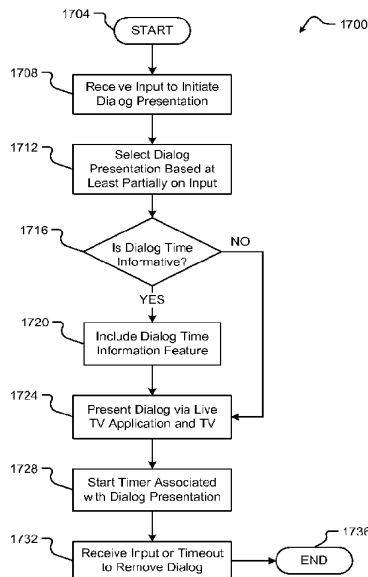 1704
START
1700
1708
Receive Input to Initiate
Dialog Presentation
1712
Select Dialog
Presentation Based at
Least Partially on Input
1716
Is Dialog Time
Informative?
NO
YES
1720
Include Dialog Time
Information Feature
1724
Present Dialog via Live
TV Application and TV
1728
Start Timer Associated
with Dialog Presentation
1732
Receive Input or Timeout
to Remove Dialog
1736
END